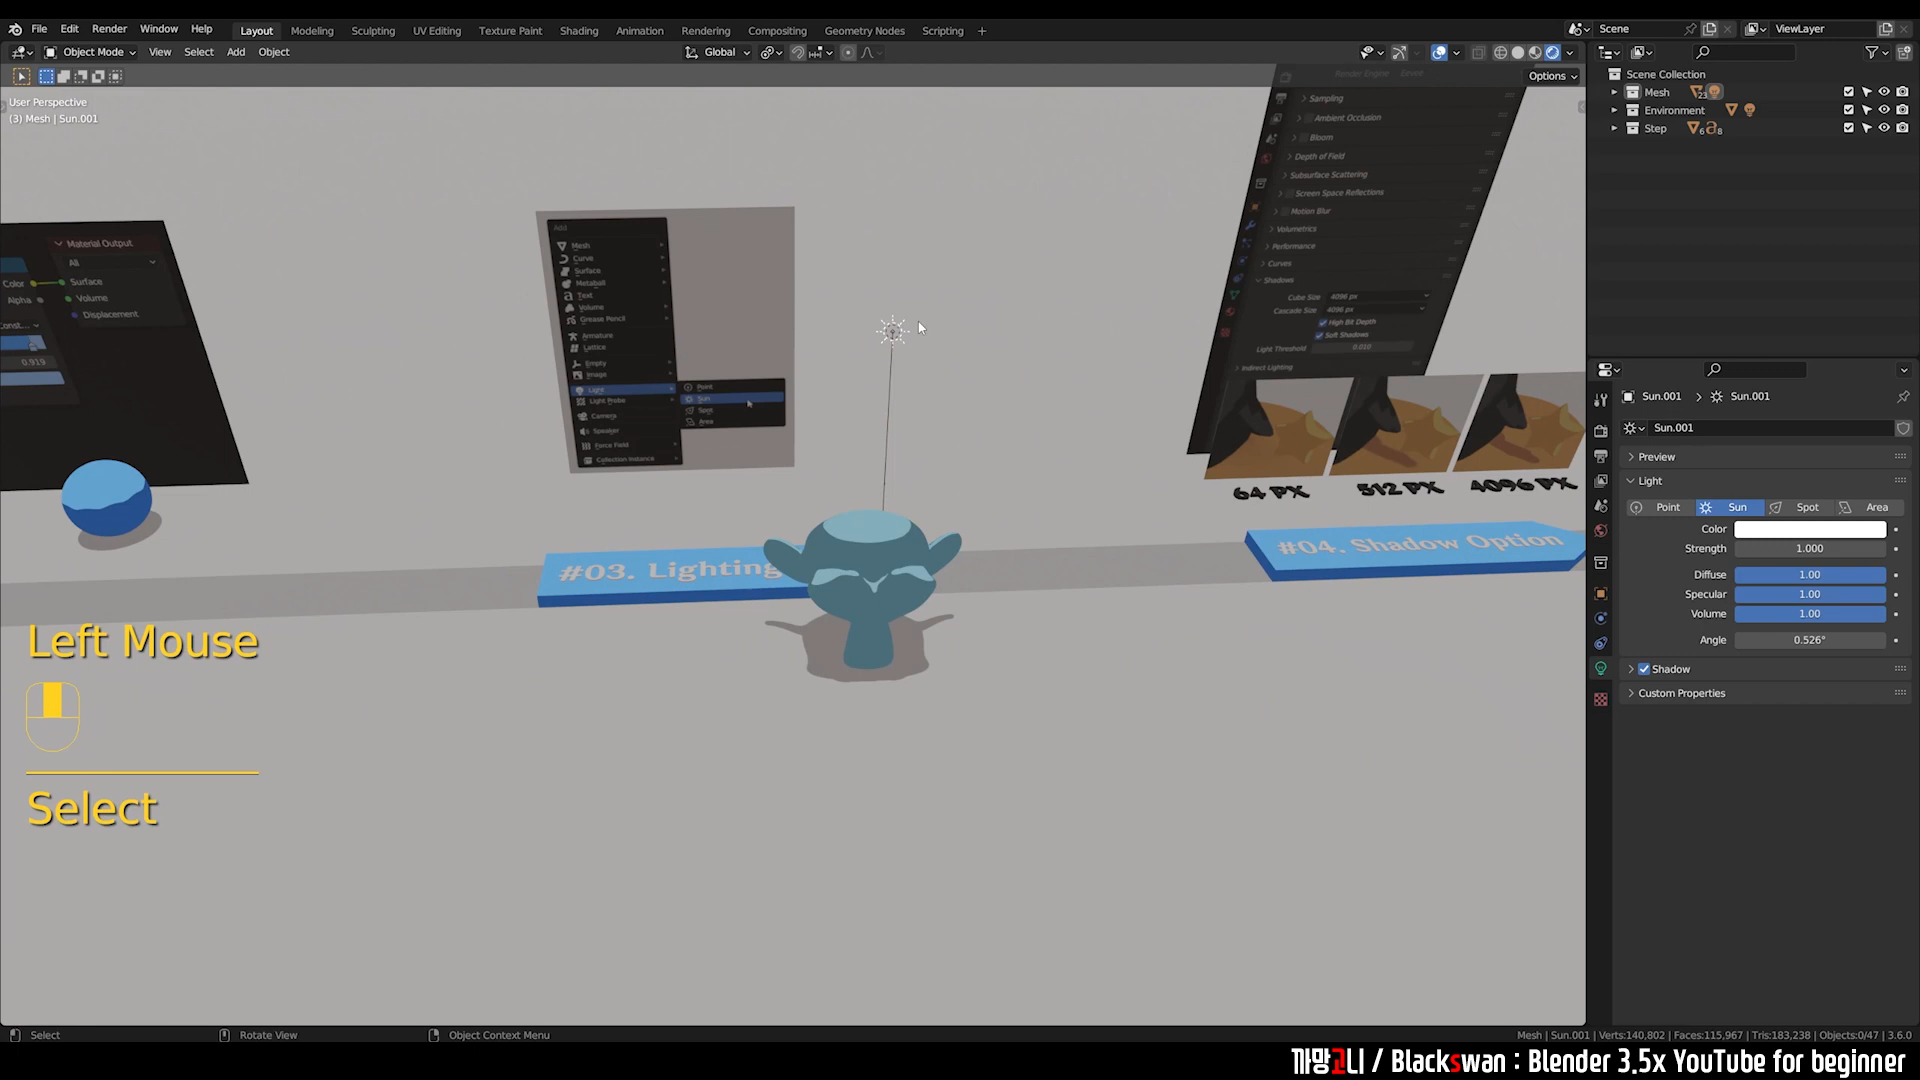 File Edit Render Window Help Layout Modeling Sculpting UV Editing Texture Paint Shading Animation Rendering Compositing Geometry Nodes Scripting + Scene ViewLayer
Object Mode View Select Add Object Global
Options
User Perspective
(3) Mesh | Sun.001
Scene Collection
Mesh 23
Environment
Step 6 8
Material Output
All
Color Surface
Alpha Volume
Displacement
Const...
0.919
Add
Mesh
Curve
Surface
Metaball
Text
Volume
Grease Pencil
Armature
Lattice
Empty
Image
Light
Light Probe
Camera
Speaker
Force Field
Collection Instance
Point
Sun
Spot
Area
Render Engine Eevee
Sampling
Ambient Occlusion
Bloom
Depth of Field
Subsurface Scattering
Screen Space Reflections
Motion Blur
Volumetrics
Performance
Curves
Shadows
Cube Size 4096 px
Cascade Size 4096 px
High Bit Depth
Soft Shadows
Light Threshold 0.010
Indirect Lighting
64 PX 512 PX 4096 PX
#03. Lighting
#04. Shadow Option
Left Mouse
Select
Sun.001 > Sun.001
Sun.001
Preview
Light
Point Sun Spot Area
Color
Strength 1.000
Diffuse 1.00
Specular 1.00
Volume 1.00
Angle 0.526°
Shadow
Custom Properties
Select Rotate View Object Context Menu
Mesh | Sun.001 | Verts:140,802 | Faces:115,967 | Tris:183,238 | Objects:0/47 | 3.6.0
까망고니 / Blackswan : Blender 3.5x YouTube for beginner